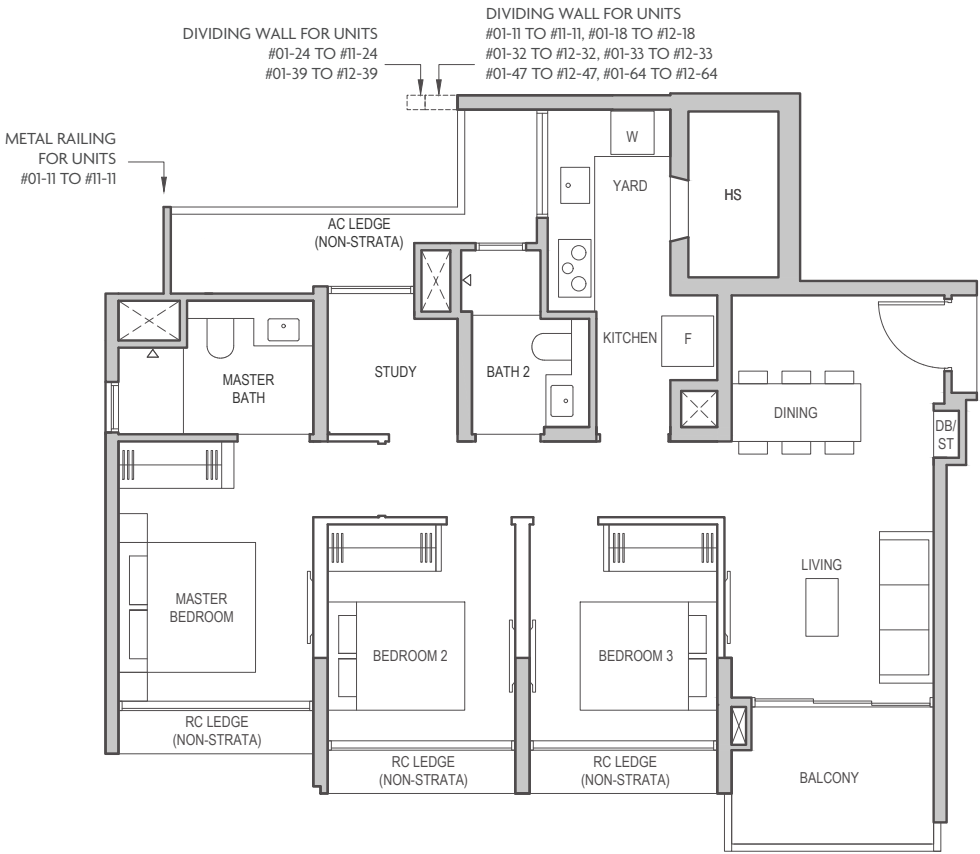 DIVIDING WALL FOR UNITS
#01-24 TO #11-24
#01-39 TO #12-39
DIVIDING WALL FOR UNITS
#01-11 TO #11-11, #01-18 TO #12-18
#01-32 TO #12-32, #01-33 TO #12-33
#01-47 TO #12-47, #01-64 TO #12-64
METAL RAILING
FOR UNITS
#01-11 TO #11-11
W
YARD
HS
AC LEDGE
(NON-STRATA)
KITCHEN
F
MASTER
BATH
STUDY
BATH 2
DINING
DB/
ST
LIVING
MASTER
BEDROOM
BEDROOM 2
BEDROOM 3
RC LEDGE
(NON-STRATA)
RC LEDGE
(NON-STRATA)
RC LEDGE
(NON-STRATA)
BALCONY